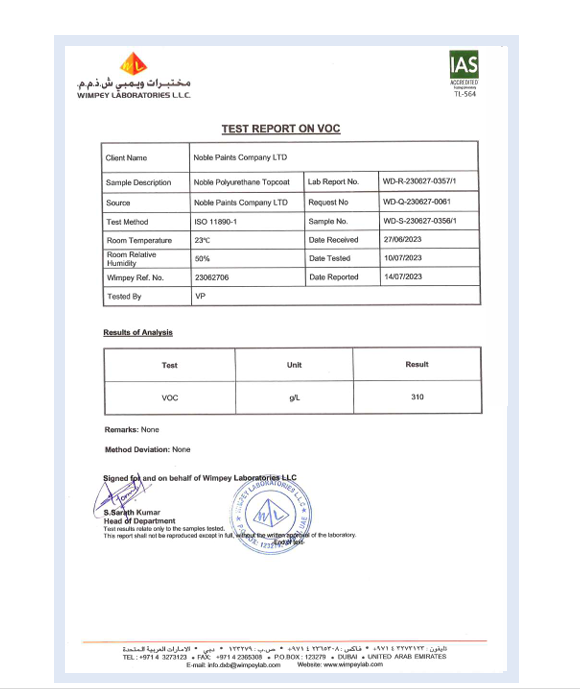 مختبرات ويمبي ش.ذ.م.م.
WIMPEY LABORATORIES L.L.C.
IAS
ACCREDITED
TL-564
TEST REPORT ON VOC
Client Name Noble Paints Company LTD
Sample Description Noble Polyurethane Topcoat Lab Report No. WD-R-230627-0357/1
Source Noble Paints Company LTD Request No WD-Q-230627-0061
Test Method ISO 11890-1 Sample No. WD-S-230627-0356/1
Room Temperature 23°C Date Received 27/06/2023
Room Relative Humidity 50% Date Tested 10/07/2023
Wimpey Ref. No. 23062706 Date Reported 14/07/2023
Tested By VP
Results of Analysis
Test Unit Result
VOC g/L 310
Remarks: None
Method Deviation: None
Signed for and on behalf of Wimpey Laboratories LLC
S.Sarath Kumar
Head of Department
Test results relate only to the samples tested.
This report shall not be reproduced except in full, without the written approval of the laboratory.
End of test
تليفون : ٣٢٧٣١٢٣ ٤ ٩٧١+ • فاكس : ٢٣٦٥٣٠٨ ٤ ٩٧١+ • ص.ب : ١٢٣٢٧٩ • دبي • الامارات العربية المتحدة
TEL : +971 4 3273123 • FAX: +971 4 2365308 • P.O.BOX : 123279 • DUBAI • UNITED ARAB EMIRATES
E-mail: info.dxb@wimpeylab.com Website: www.wimpeylab.com